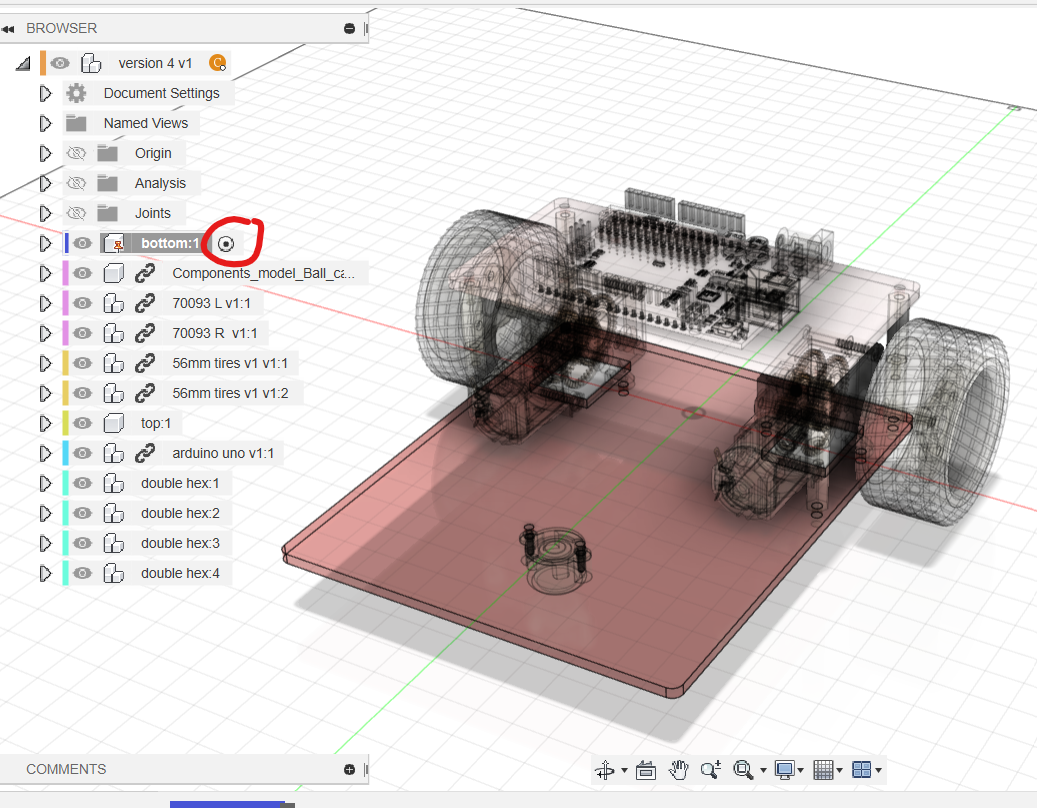 BROWSER
version 4 v1
Document Settings
Named Views
Origin
Analysis
Joints
bottom:1
Components_model_Ball_ca...
70093 L v1:1
70093 R v1:1
56mm tires v1 v1:1
56mm tires v1 v1:2
top:1
arduino uno v1:1
double hex:1
double hex:2
double hex:3
double hex:4
COMMENTS